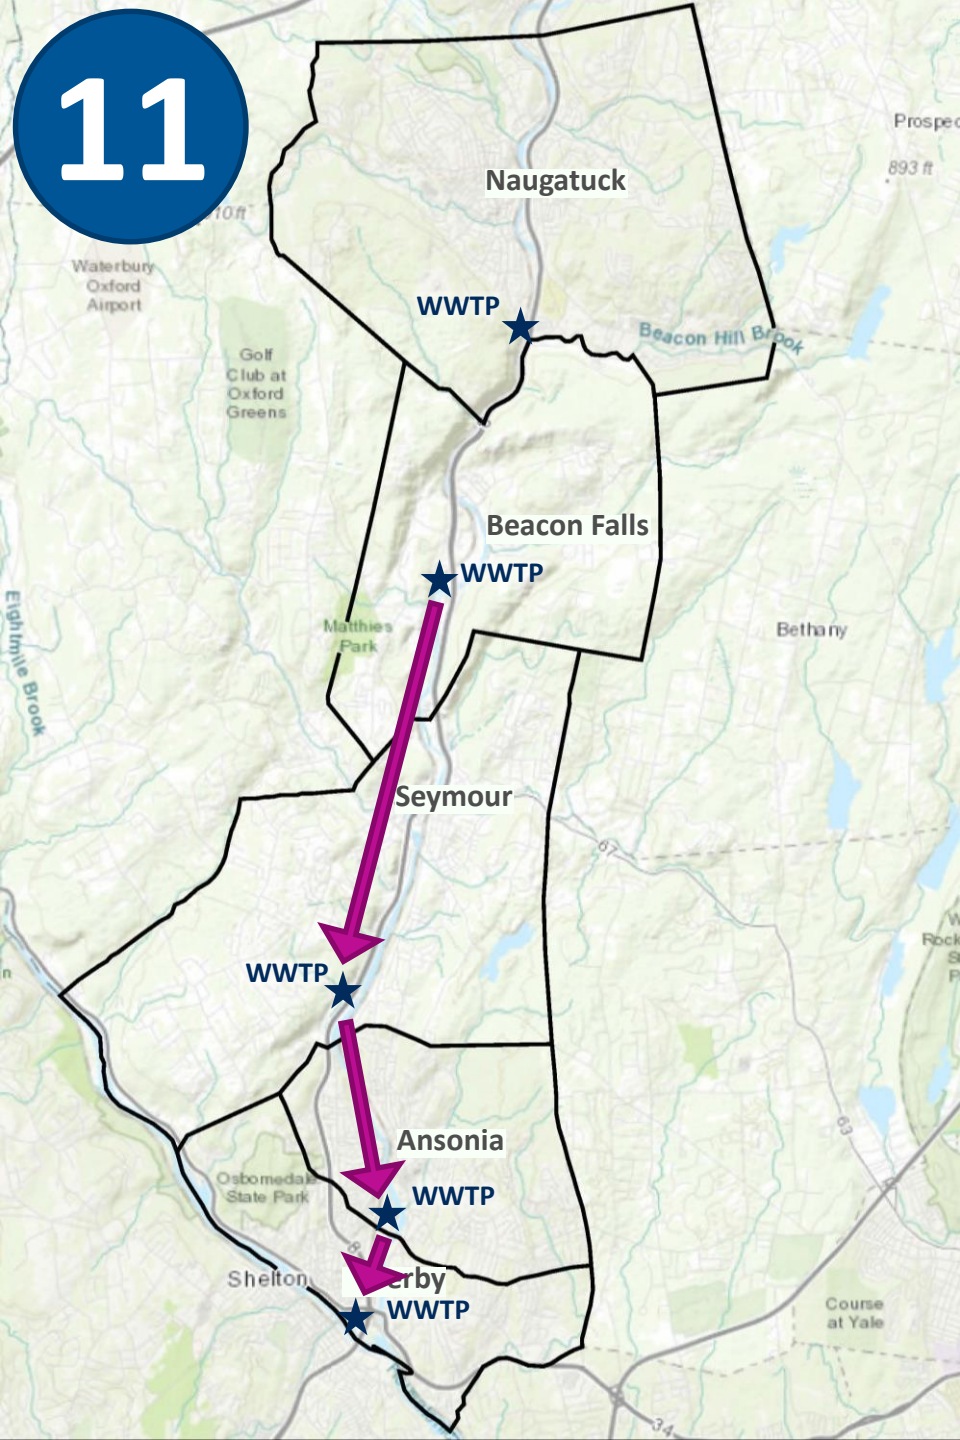 11
Prospec
893 ft
Naugatuck
Waterbury
Oxford
Airport
WWTP
Beacon Hill Brook
Golf
Club at
Oxford
Greens
Beacon Falls
WWTP
Eightmile Brook
Matthies
Park
Bethany
Seymour
67
WWTP
63
Ansonia
Osbornedale
State Park
WWTP
Shelton
erby
WWTP
Course
at Yale
34